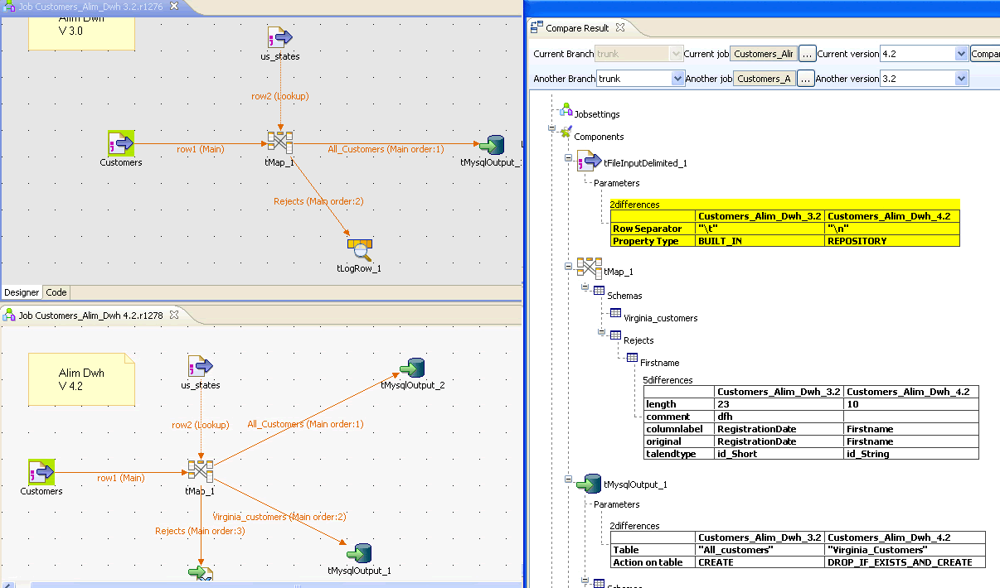 Job Customers_Alim_Dwh 3.2.r1276
Alim Dwh
V 3.0
us_states
row2 (Lookup)
Customers
row1 (Main)
tMap_1
All_Customers (Main order:1)
tMysqlOutput_
Rejects (Main order:2)
tLogRow_1
Designer
Code
Job Customers_Alim_Dwh 4.2.r1278
Alim Dwh
V 4.2
us_states
tMysqlOutput_2
row2 (Lookup)
All_Customers (Main order:1)
Customers
row1 (Main)
tMap_1
Virginia_customers (Main order:2)
Rejects (Main order:3)
tMysqlOutput_1
Compare Result
Current Branch trunk Current job Customers_Alir ... Current version 4.2 Compar
Another Branch trunk Another job Customers_A ... Another version 3.2
Jobsettings
Components
tFileInputDelimited_1
Parameters
2differences
Customers_Alim_Dwh_3.2 Customers_Alim_Dwh_4.2
Row Separator "\t" "\n"
Property Type BUILT_IN REPOSITORY
tMap_1
Schemas
Virginia_customers
Rejects
Firstname
5differences
Customers_Alim_Dwh_3.2 Customers_Alim_Dwh_4.2
length 23 10
comment dfh
columnlabel RegistrationDate Firstname
original RegistrationDate Firstname
talendtype id_Short id_String
tMysqlOutput_1
Parameters
2differences
Customers_Alim_Dwh_3.2 Customers_Alim_Dwh_4.2
Table "All_customers" "Virginia_Customers"
Action on table CREATE DROP_IF_EXISTS_AND_CREATE
Schemas